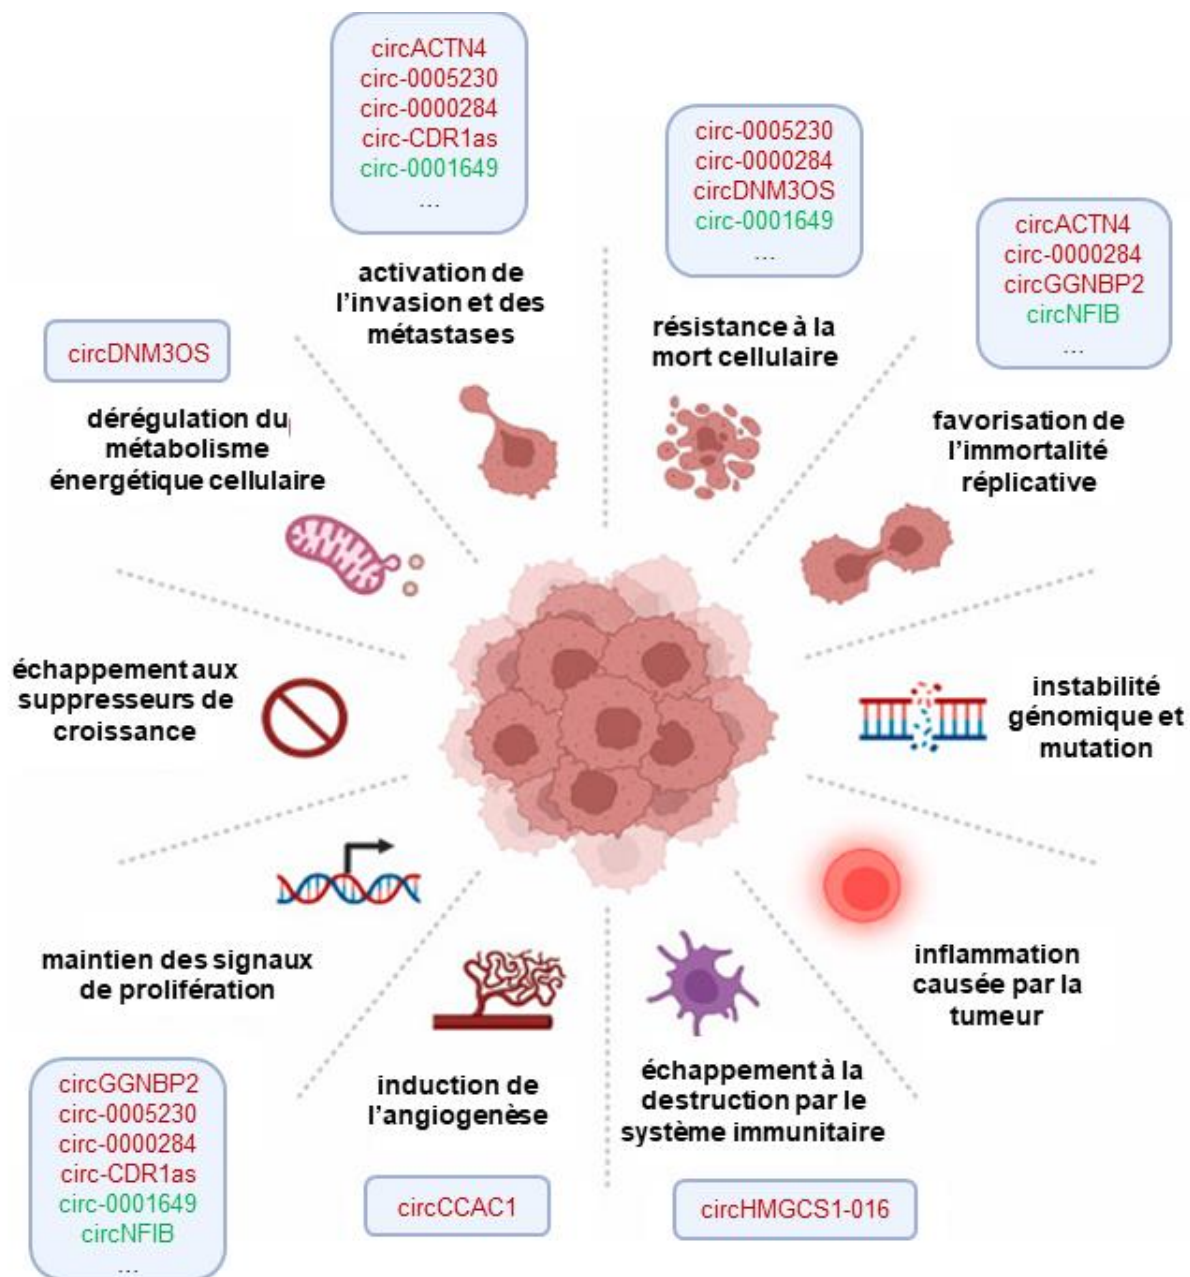 circACTN4
circ-0005230
circ-0000284
circ-CDR1as
circ-0001649
...
activation de
l’invasion et des
métastases
circ-0005230
circ-0000284
circDNM3OS
circ-0001649
...
résistance à la
mort cellulaire
circACTN4
circ-0000284
circGGNBP2
circNFIB
...
favorisation de
l’immortalité
réplicative
circDNM3OS
dérégulation du
métabolisme
énergétique cellulaire
échappement aux
suppresseurs de
croissance
instabilité
génomique et
mutation
maintien des signaux
de prolifération
circGGNBP2
circ-0005230
circ-0000284
circ-CDR1as
circ-0001649
circNFIB
...
induction de
l’angiogenèse
circCCAC1
échappement à la
destruction par le
système immunitaire
circHMGCS1-016
inflammation
causée par la
tumeur